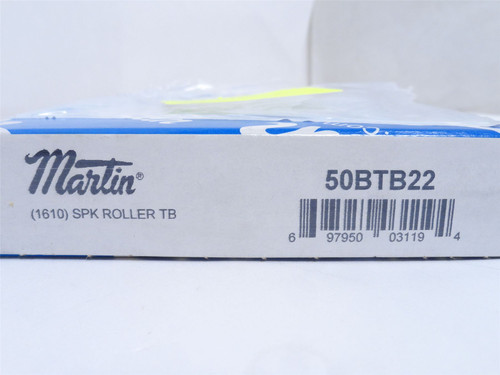 Martin®
(1610) SPK ROLLER TB
50BTB22
6 97950 03119 4